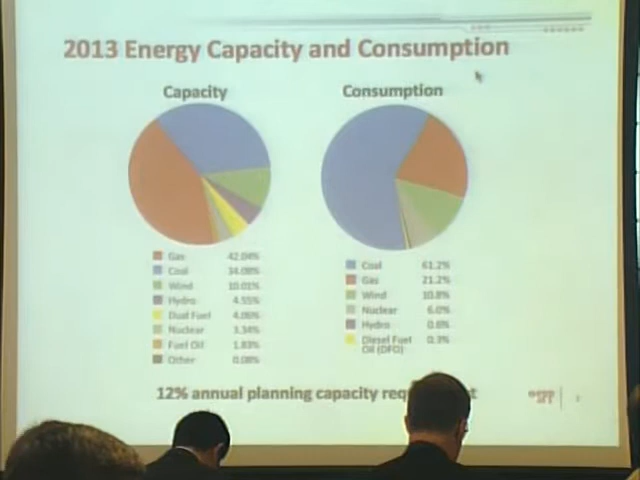 2013 Energy Capacity and Consumption
Capacity
Gas 42.04%
Coal 34.08%
Wind 10.01%
Hydro 4.55%
Dual Fuel 4.06%
Nuclear 3.34%
Fuel Oil 1.83%
Other 0.08%
Consumption
Coal 61.2%
Gas 21.2%
Wind 10.8%
Nuclear 6.0%
Hydro 0.6%
Diesel Fuel 0.3%
Oil (DFO)
12% annual planning capacity req t
SPP